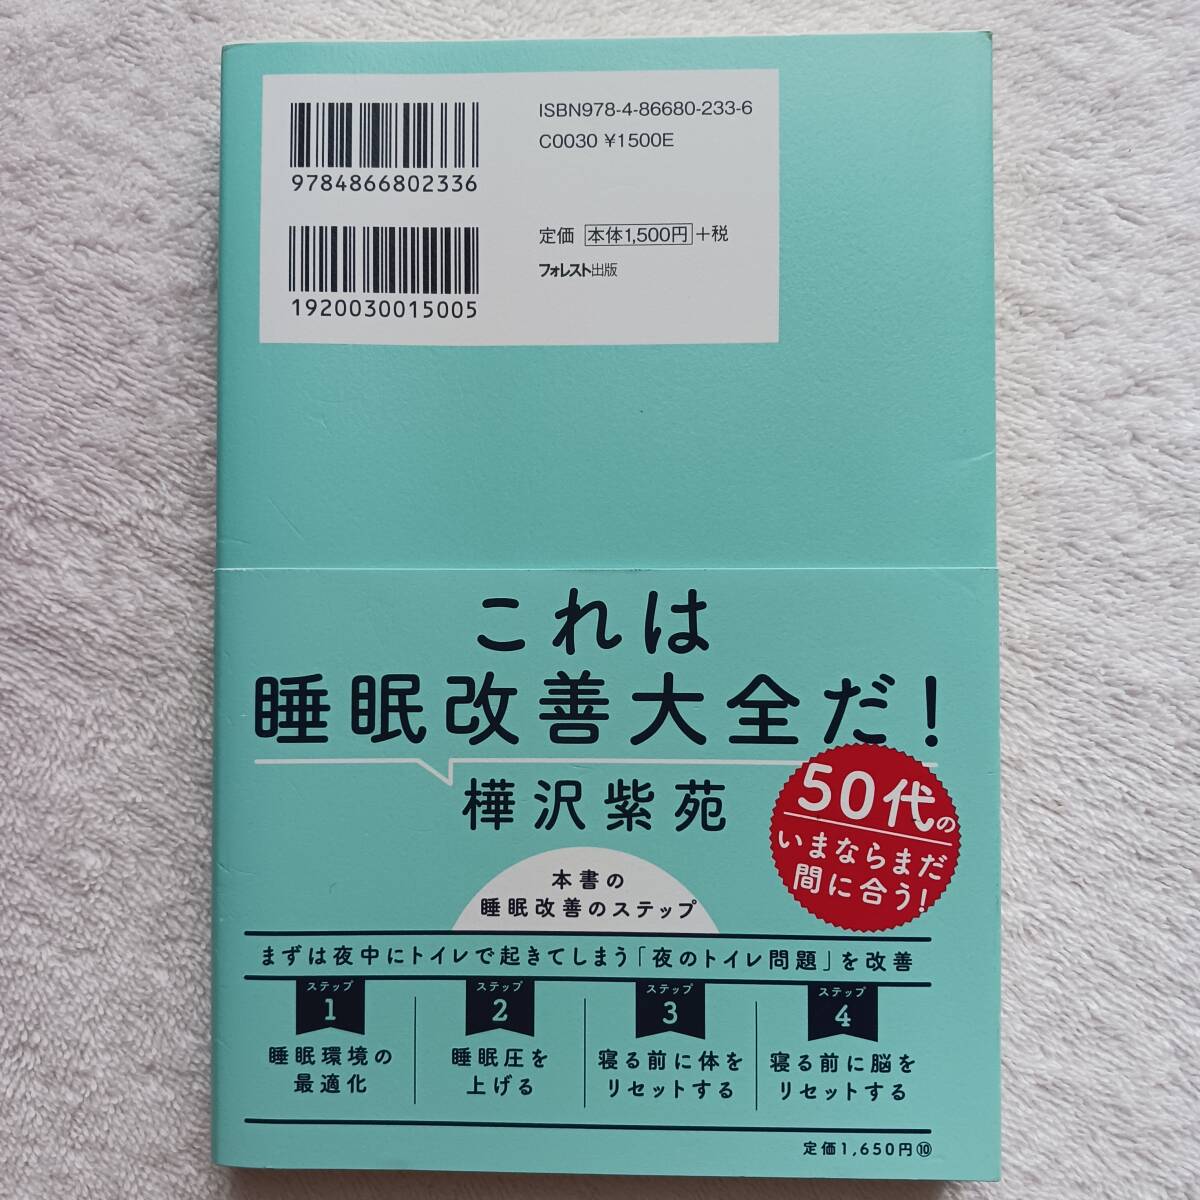 ISBN978-4-86680-233-6
C0030 ¥1500E
9784866802336
定価 本体1,500円+税
フォレスト出版
1920030015005
これは
睡眠改善大全だ!
樺沢紫苑
50代の
いまならまだ
間に合う!
本書の
睡眠改善のステップ
まずは夜中にトイレで起きてしまう「夜のトイレ問題」を改善
ステップ
1
睡眠環境の
最適化
ステップ
2
睡眠圧を
上げる
ステップ
3
寝る前に体を
リセットする
ステップ
4
寝る前に脳を
リセットする
定価1,650円⑩